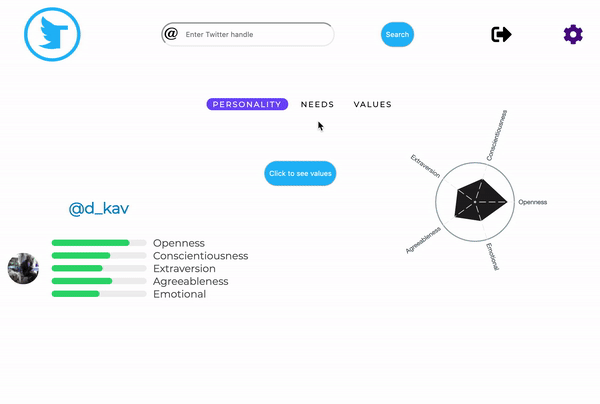 @ Enter Twitter handle
Search
PERSONALITY NEEDS VALUES
Click to see values
@d_kav
Openness
Conscientiousness
Extraversion
Agreeableness
Emotional
Conscientiousness
Extraversion
Openness
Agreeableness
Emotional